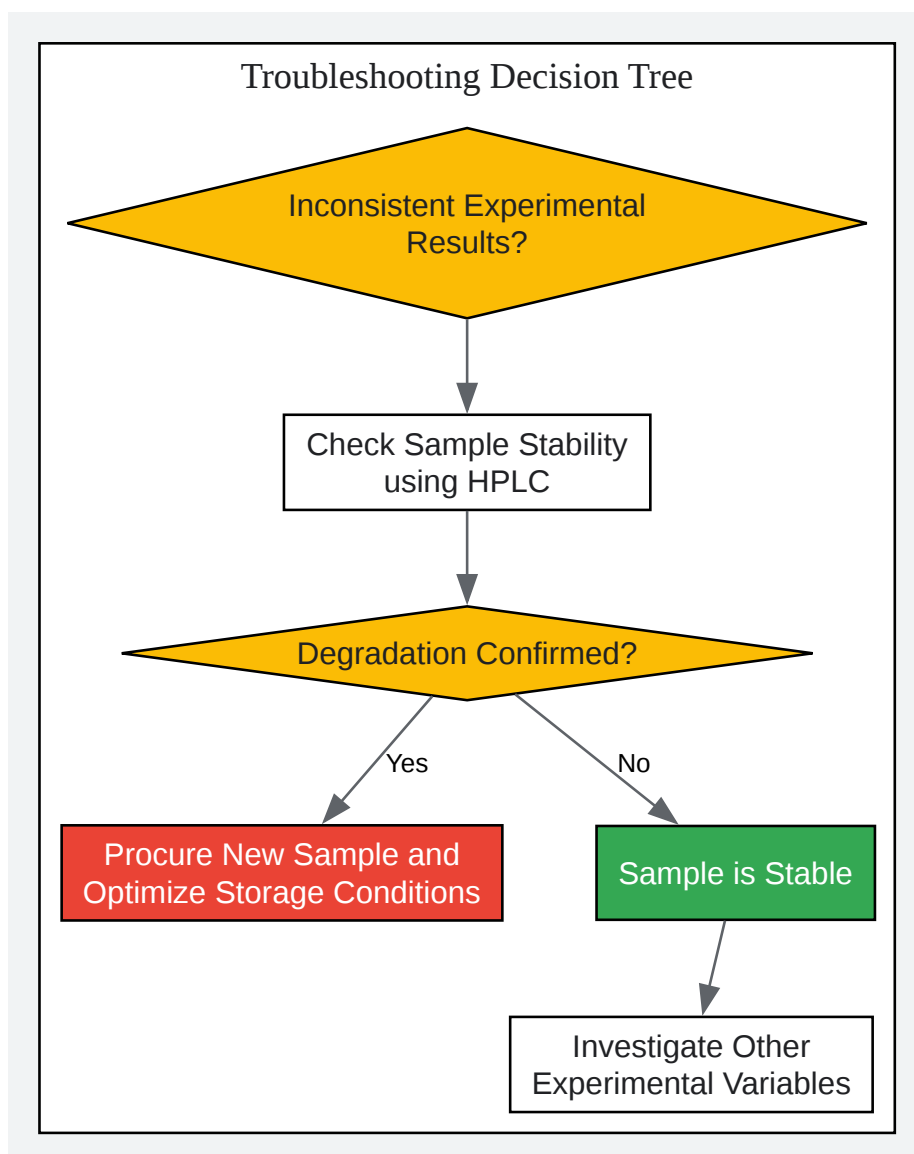 Troubleshooting Decision Tree
Inconsistent Experimental
Results?
Check Sample Stability
using HPLC
Degradation Confirmed?
Yes
No
Procure New Sample and
Optimize Storage Conditions
Sample is Stable
Investigate Other
Experimental Variables